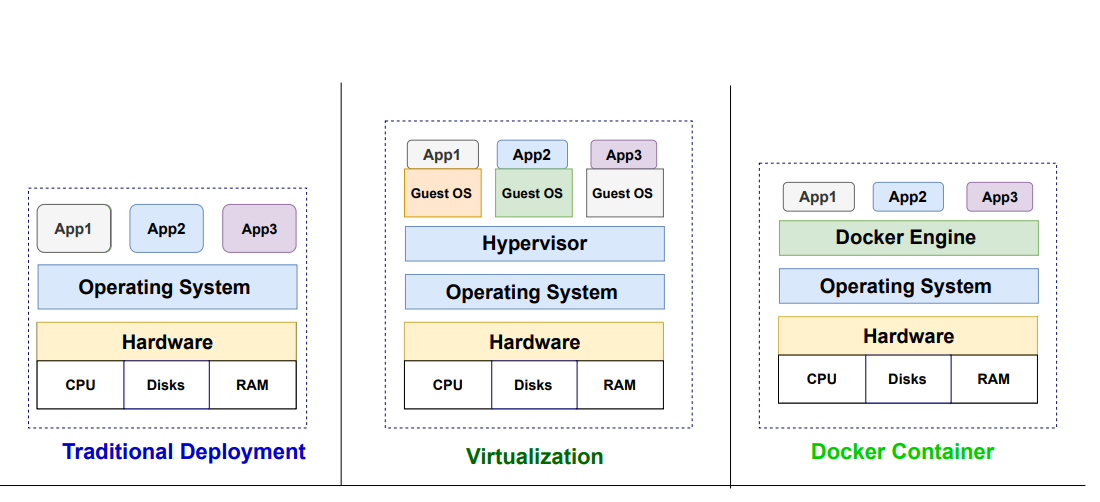 App1 App2 App3
Operating System
Hardware
CPU Disks RAM
Traditional Deployment
App1 App2 App3
Guest OS Guest OS Guest OS
Hypervisor
Operating System
Hardware
CPU Disks RAM
Virtualization
App1 App2 App3
Docker Engine
Operating System
Hardware
CPU Disks RAM
Docker Container